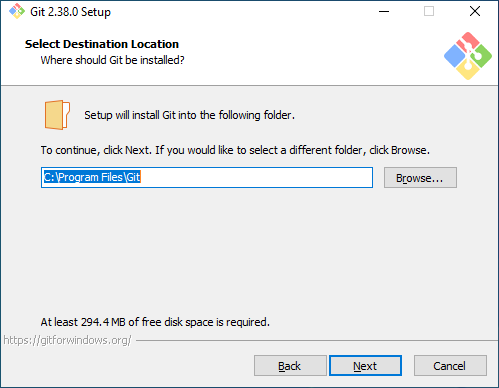 Git 2.38.0 Setup
Select Destination Location
Where should Git be installed?
Setup will install Git into the following folder.
To continue, click Next. If you would like to select a different folder, click Browse.
C:\Program Files\Git
Browse...
At least 294.4 MB of free disk space is required.
https://gitforwindows.org/
Back
Next
Cancel